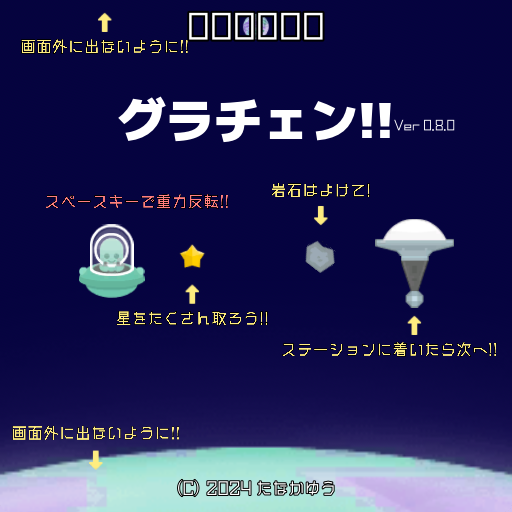 画面外に出ないように!!
グラチェン!!
Ver 0.8.0
岩石はよけて!
スペースキーで重力反転!!
星をたくさん取ろう!!
ステーションに着いたら次へ!!
画面外に出ないように!!
(C) 2024 たなかゆう